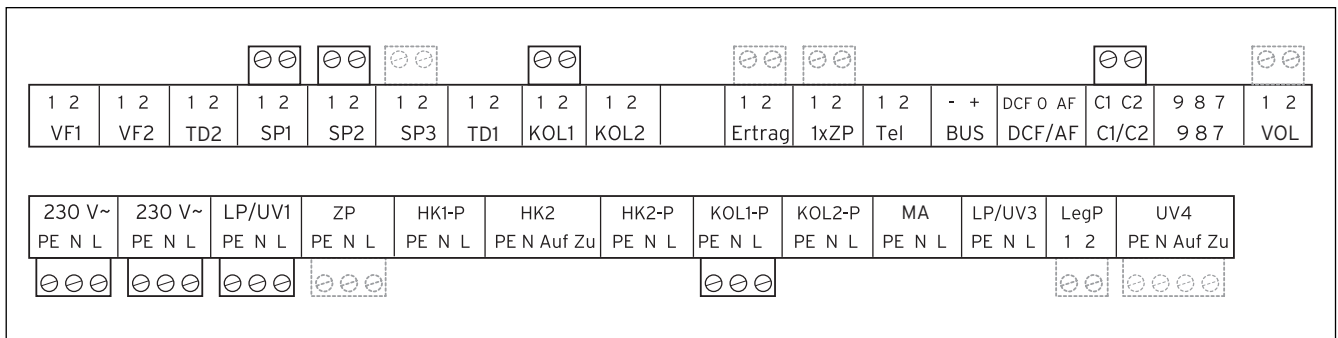 1 2 1 2 1 2 1 2 1 2 1 2 1 2 1 2 1 2 1 2 1 2 1 2 - + DCF O AF C1 C2 9 8 7 1 2
VF1 VF2 TD2 SP1 SP2 SP3 TD1 KOL1 KOL2 Ertrag 1xZP Tel BUS DCF/AF C1/C2 9 8 7 VOL
230 V~ 230 V~ LP/UV1 ZP HK1-P HK2 HK2-P KOL1-P KOL2-P MA LP/UV3 LegP UV4
PE N L PE N L PE N L PE N L PE N L PE N Auf Zu PE N L PE N L PE N L PE N L PE N L 1 2 PE N Auf Zu